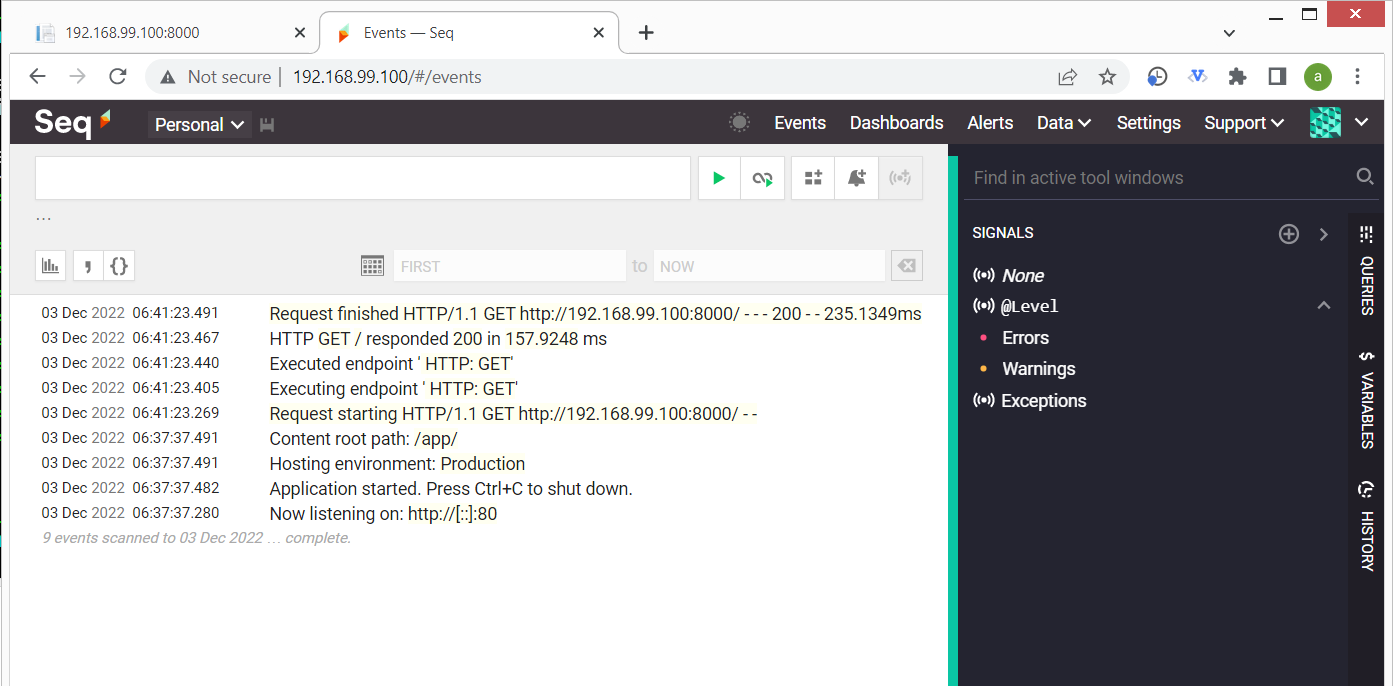 192.168.99.100:8000
Events — Seq
Not secure | 192.168.99.100/#/events
a
Seq
Personal
Events Dashboards Alerts Data Settings Support
Find in active tool windows
...
SIGNALS
FIRST to NOW
None
@Level
Errors
Warnings
Exceptions
QUERIES
$ VARIABLES
HISTORY
03 Dec 2022 06:41:23.491 Request finished HTTP/1.1 GET http://192.168.99.100:8000/ - - - 200 - - 235.1349ms
03 Dec 2022 06:41:23.467 HTTP GET / responded 200 in 157.9248 ms
03 Dec 2022 06:41:23.440 Executed endpoint ' HTTP: GET'
03 Dec 2022 06:41:23.405 Executing endpoint ' HTTP: GET'
03 Dec 2022 06:41:23.269 Request starting HTTP/1.1 GET http://192.168.99.100:8000/ - -
03 Dec 2022 06:37:37.491 Content root path: /app/
03 Dec 2022 06:37:37.491 Hosting environment: Production
03 Dec 2022 06:37:37.482 Application started. Press Ctrl+C to shut down.
03 Dec 2022 06:37:37.280 Now listening on: http://[::]:80
9 events scanned to 03 Dec 2022 ... complete.